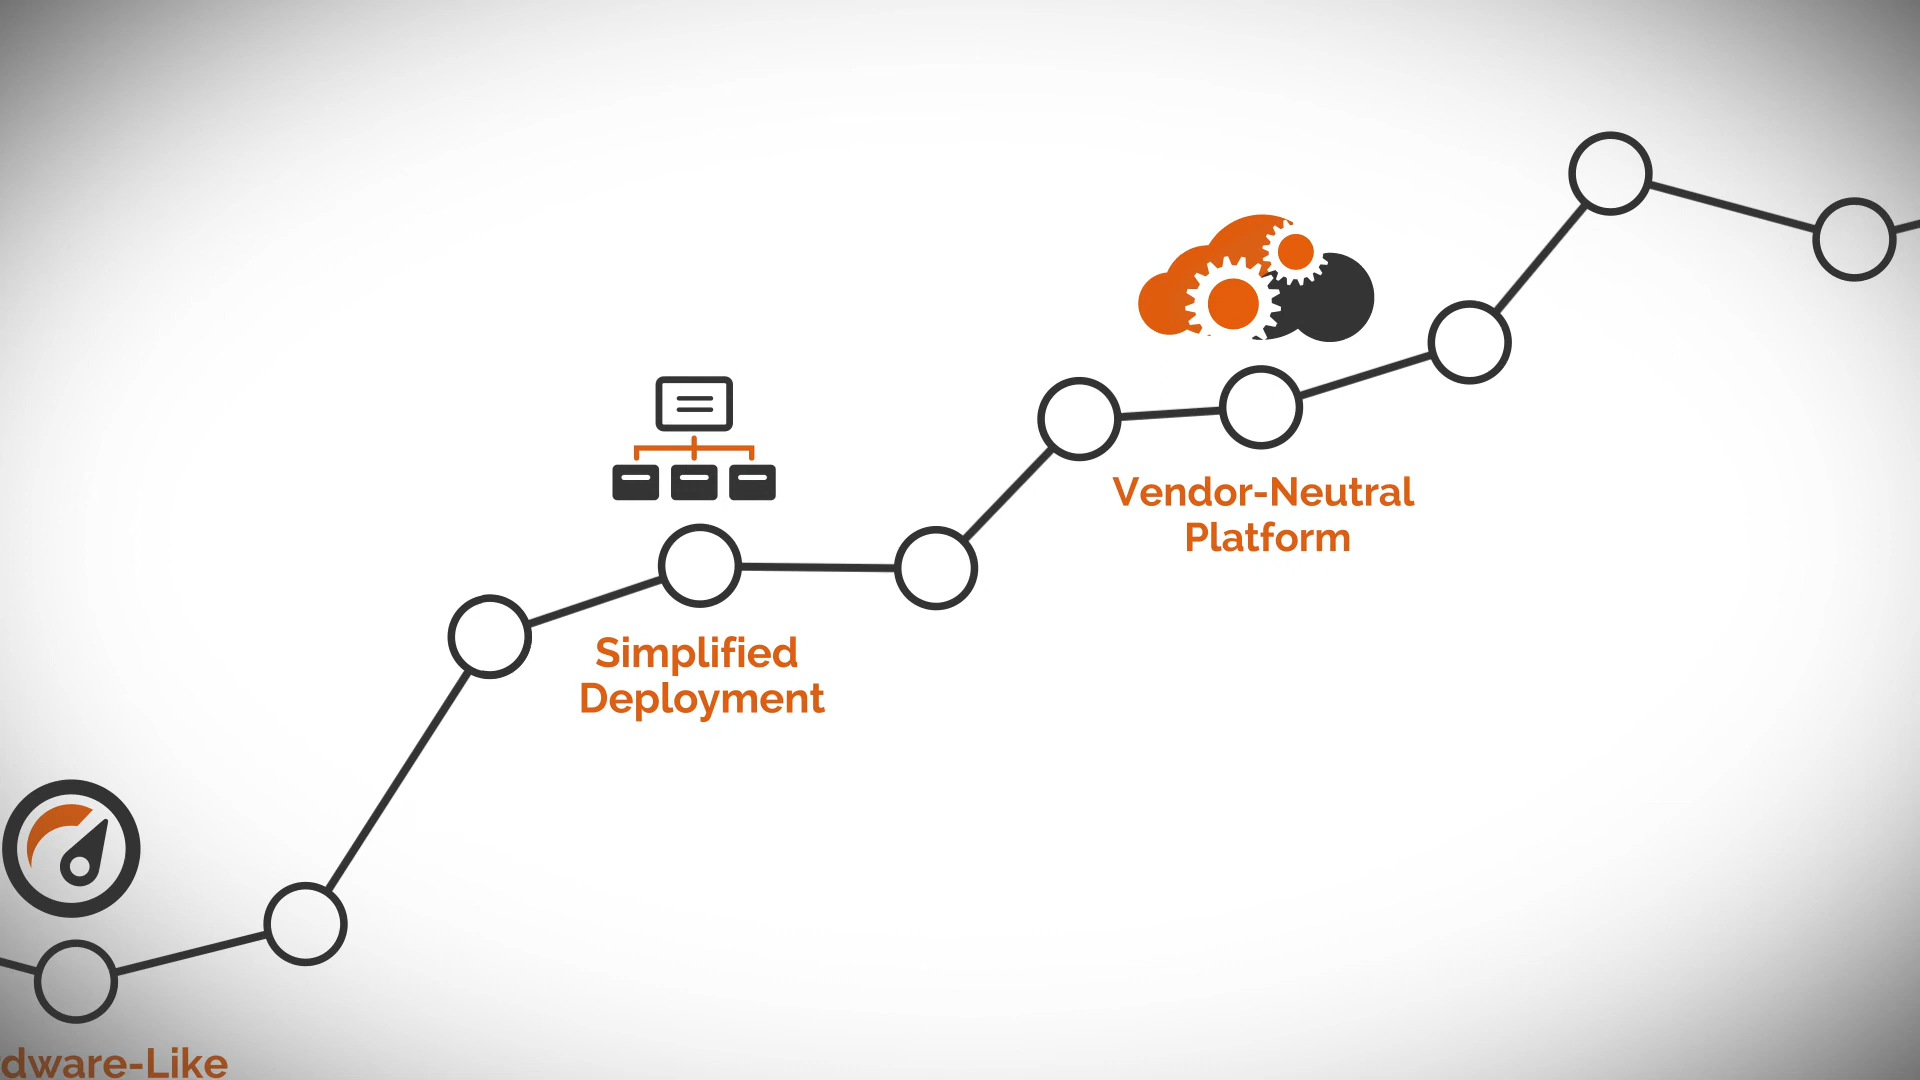 Vendor-Neutral
Platform
Simplified
Deployment
dware-Like